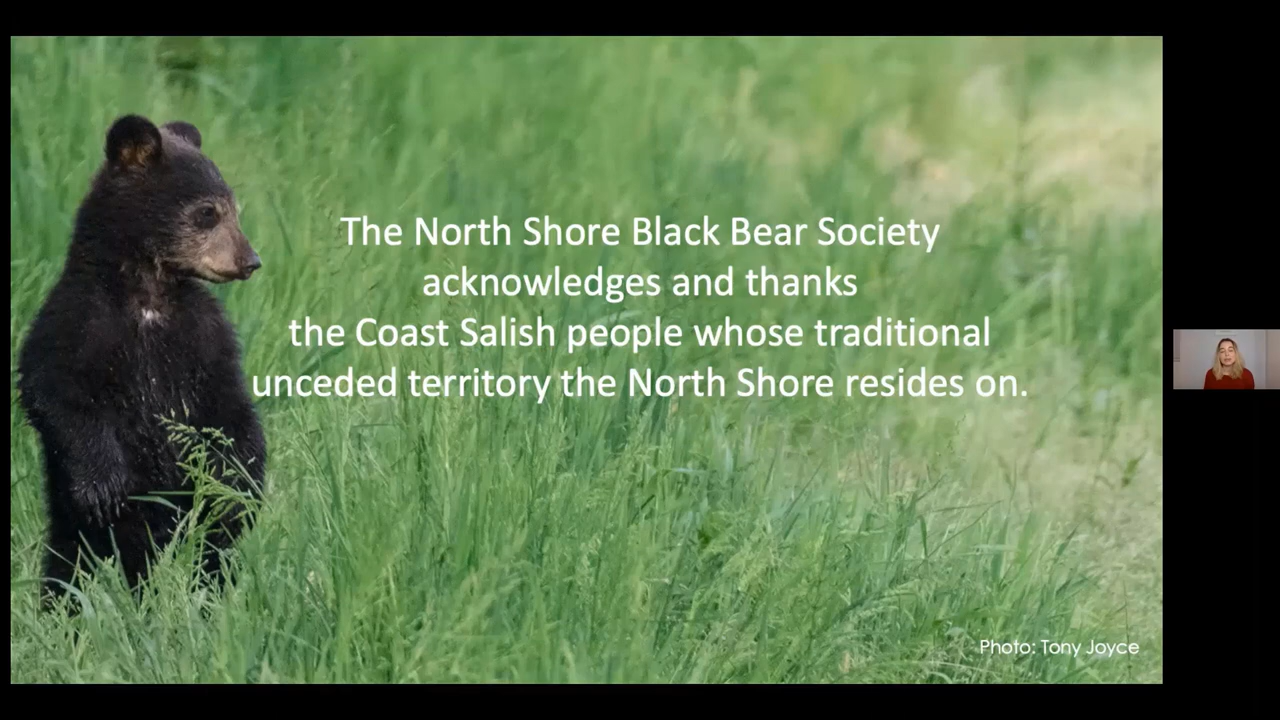 The North Shore Black Bear Society
acknowledges and thanks
the Coast Salish people whose traditional
unceded territory the North Shore resides on.
Photo: Tony Joyce